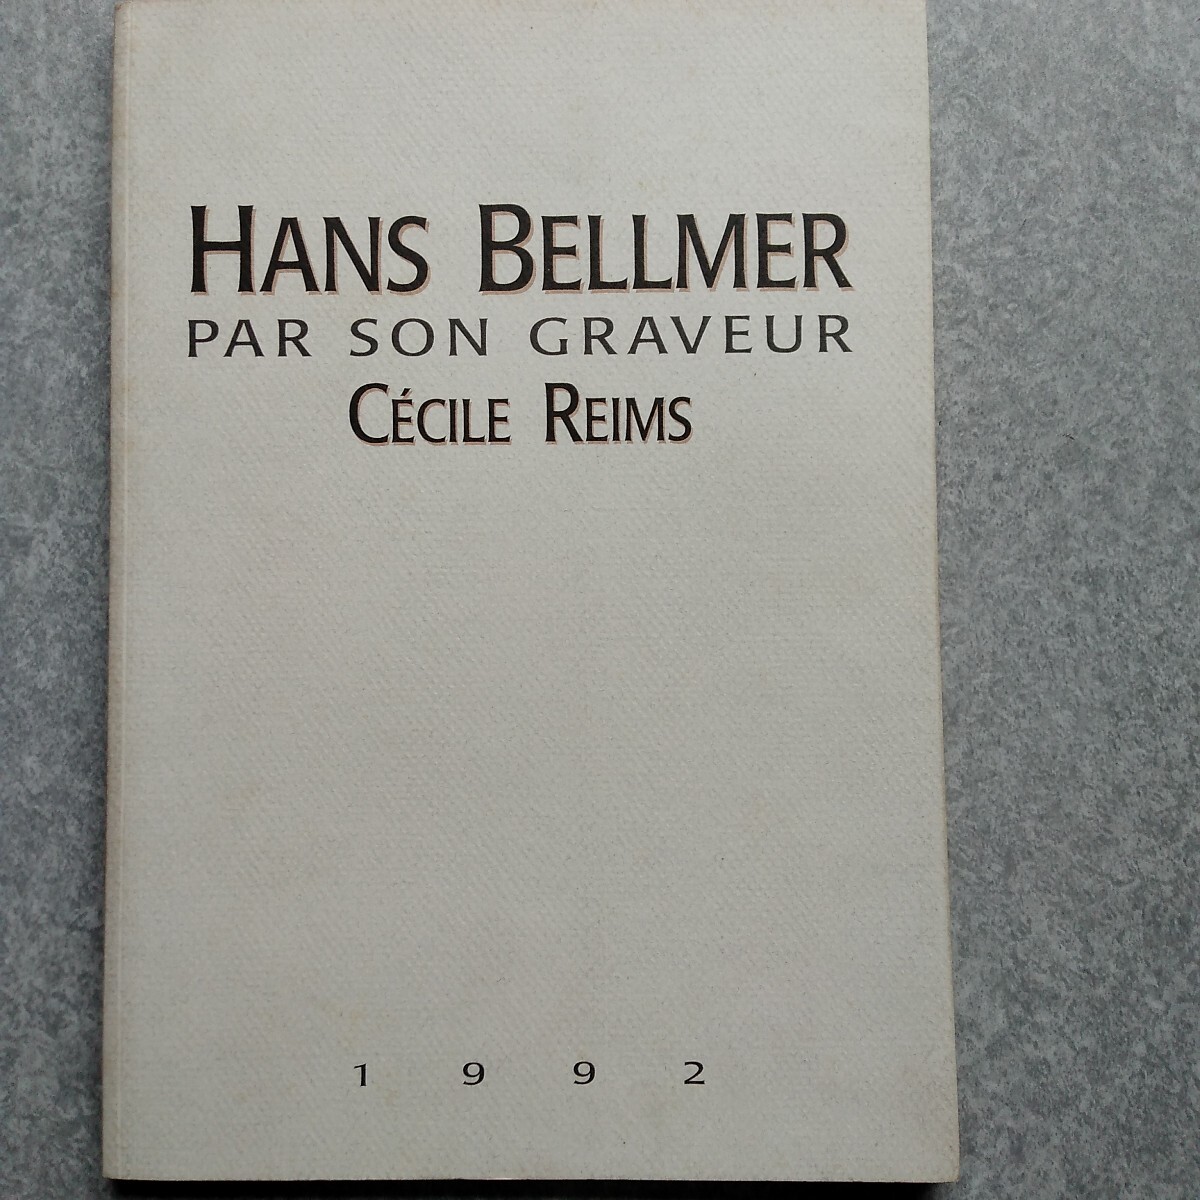 HANS BELLMER
PAR SON GRAVEUR
CÉCILE REIMS
1 9 9 2